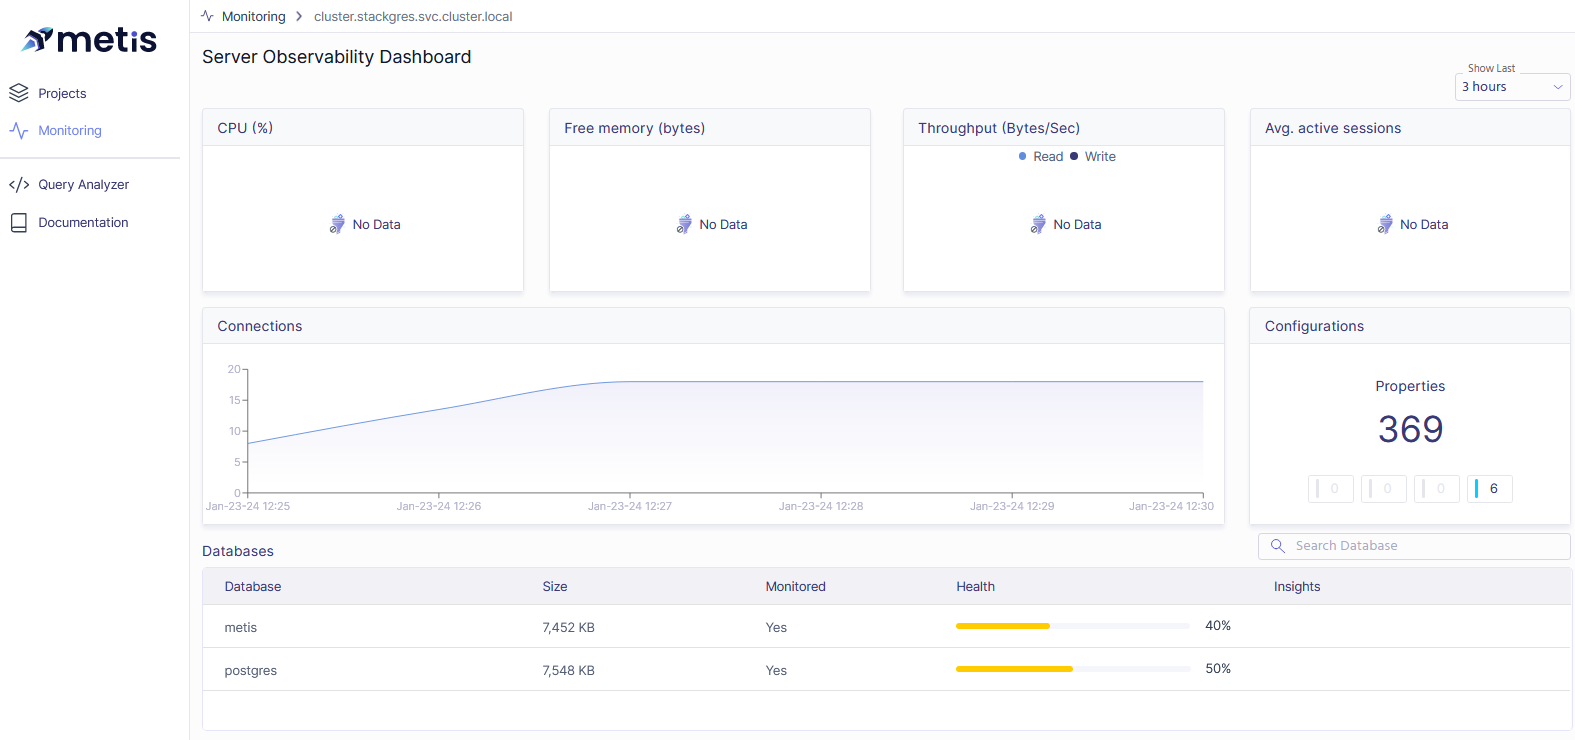 metis
Projects
Monitoring
Query Analyzer
Documentation
Monitoring > cluster.stackgres.svc.cluster.local
Server Observability Dashboard
Show Last
3 hours
CPU (%)
No Data
Free memory (bytes)
No Data
Throughput (Bytes/Sec)
Read Write
No Data
Avg. active sessions
No Data
Connections
20
15
10
5
0
Jan-23-24 12:25 Jan-23-24 12:26 Jan-23-24 12:27 Jan-23-24 12:28 Jan-23-24 12:29 Jan-23-24 12:30
Configurations
Properties
369
0 0 0 6
Databases
Search Database
Database Size Monitored Health Insights
metis 7,452 KB Yes 40%
postgres 7,548 KB Yes 50%